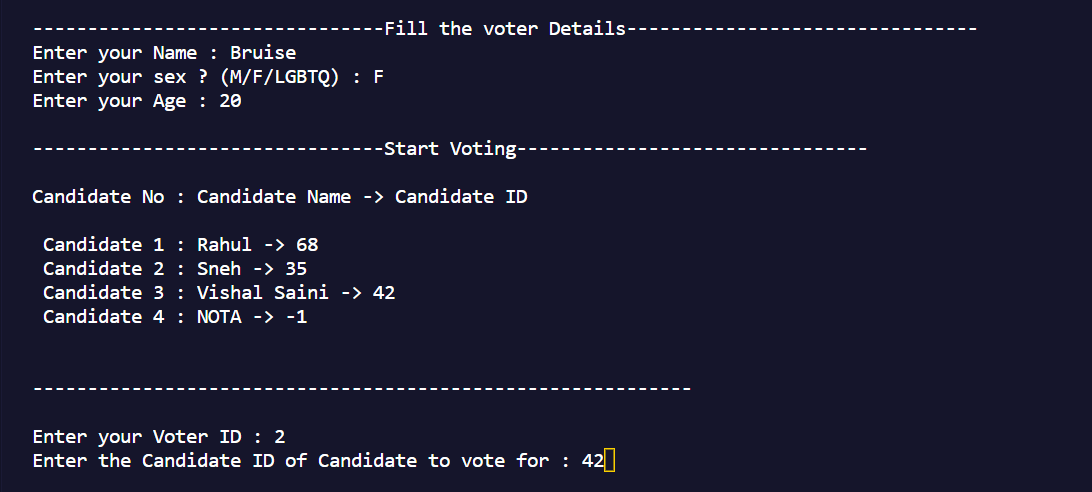 --------------------------------Fill the voter Details--------------------------------
Enter your Name : Bruise
Enter your sex ? (M/F/LGBTQ) : F
Enter your Age : 20
--------------------------------Start Voting--------------------------------
Candidate No : Candidate Name -> Candidate ID
Candidate 1 : Rahul -> 68
Candidate 2 : Sneh -> 35
Candidate 3 : Vishal Saini -> 42
Candidate 4 : NOTA -> -1
------------------------------------------------------------
Enter your Voter ID : 2
Enter the Candidate ID of Candidate to vote for : 42